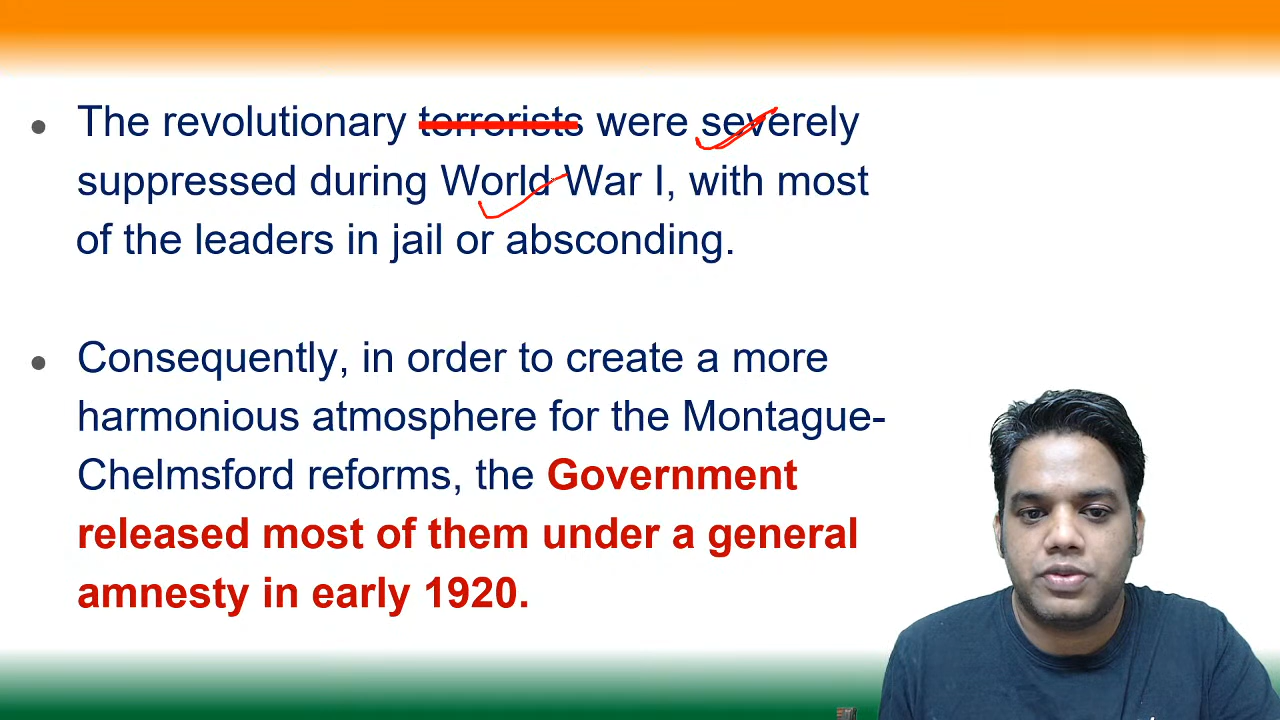 The revolutionary terrorists were severely
suppressed during World War I, with most
of the leaders in jail or absconding.
Consequently, in order to create a more
harmonious atmosphere for the Montague-
Chelmsford reforms, the Government
released most of them under a general
amnesty in early 1920.